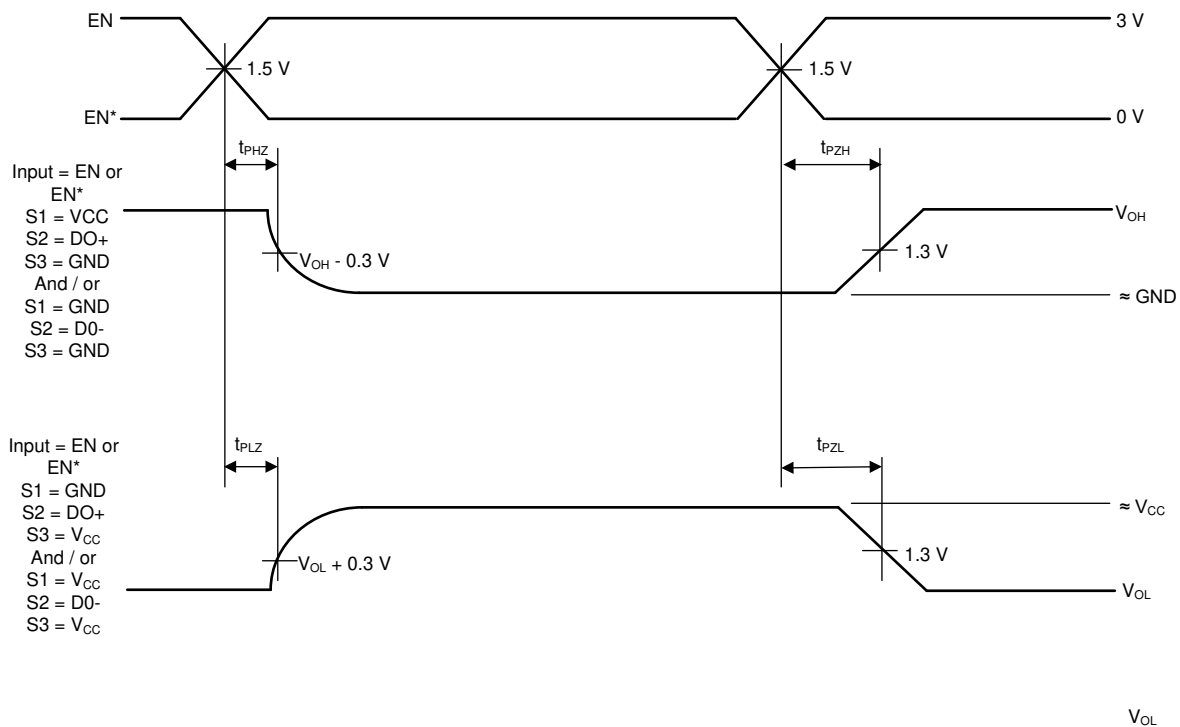 EN
3 V
1.5 V
1.5 V
EN*
0 V
tPHZ
tPZH
Input = EN or
EN*
S1 = VCC
S2 = DO+
S3 = GND
And / or
S1 = GND
S2 = D0-
S3 = GND
VOH
VOH - 0.3 V
1.3 V
≈ GND
tPLZ
tPZL
Input = EN or
EN*
S1 = GND
S2 = DO+
S3 = VCC
And / or
S1 = VCC
S2 = D0-
S3 = VCC
≈ VCC
VOL + 0.3 V
1.3 V
VOL
VOL